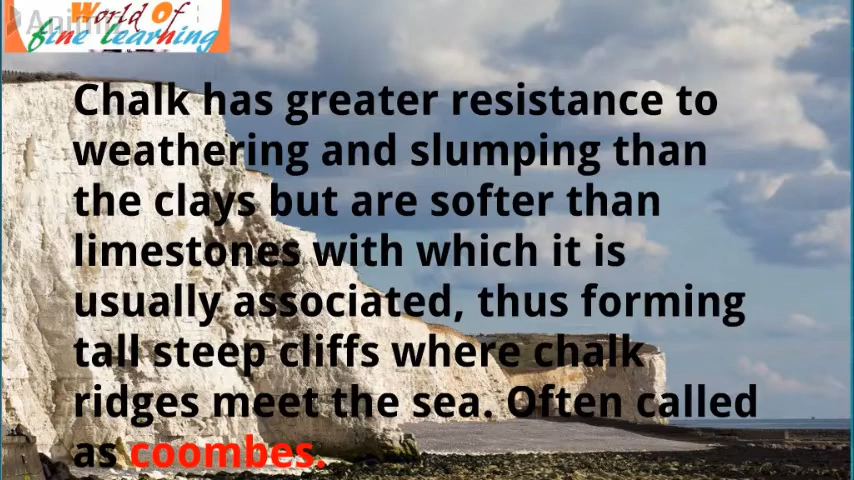 World Of
fine learning
Chalk has greater resistance to
weathering and slumping than
the clays but are softer than
limestones with which it is
usually associated, thus forming
tall steep cliffs where chalk
ridges meet the sea. Often called
as coombes.